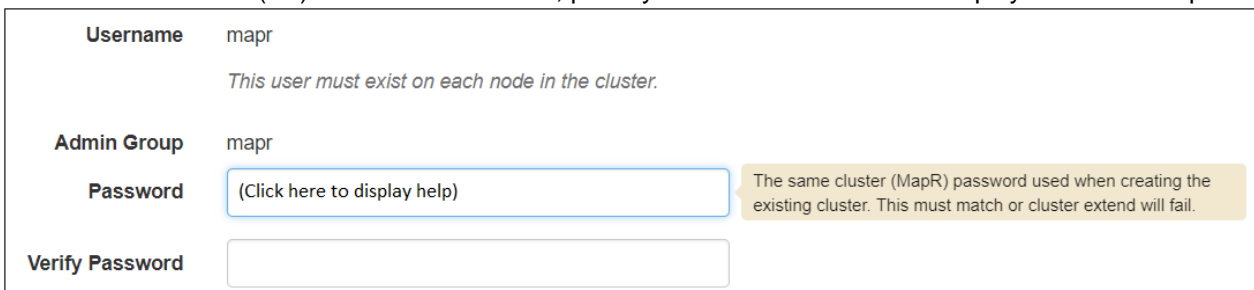 Username mapr
This user must exist on each node in the cluster.
Admin Group mapr
Password (Click here to display help) The same cluster (MapR) password used when creating the
existing cluster. This must match or cluster extend will fail.
Verify Password